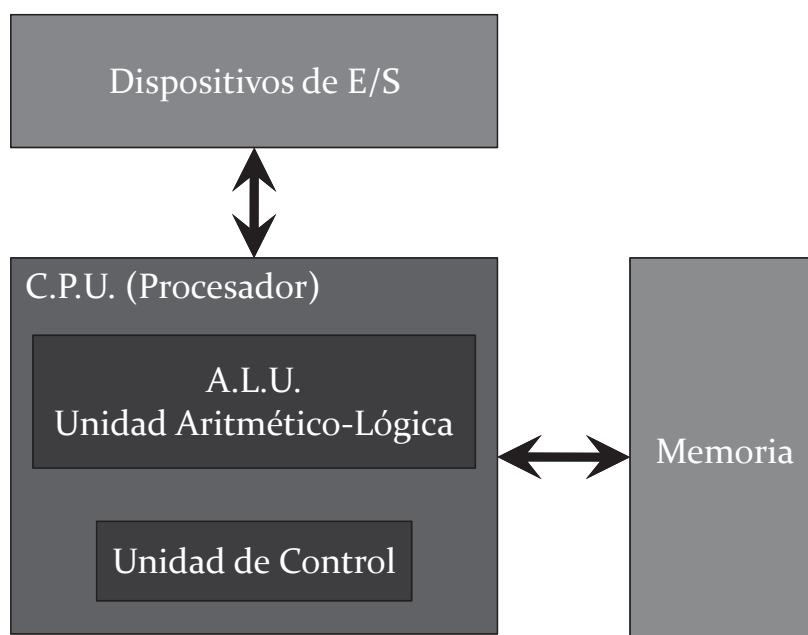 Dispositivos de E/S
C.P.U. (Procesador)
A.L.U.
Unidad Aritmético-Lógica
Unidad de Control
Memoria